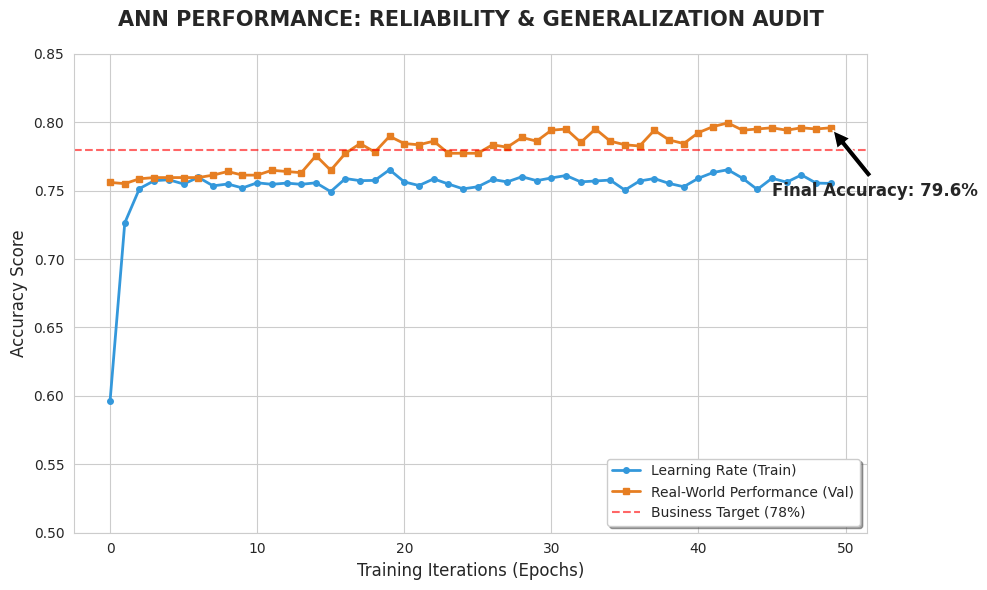 ANN PERFORMANCE: RELIABILITY & GENERALIZATION AUDIT
0.85
0.80
0.75
0.70
0.65
0.60
0.55
0.50
Accuracy Score
Final Accuracy: 79.6%
Learning Rate (Train)
Real-World Performance (Val)
Business Target (78%)
0 10 20 30 40 50
Training Iterations (Epochs)